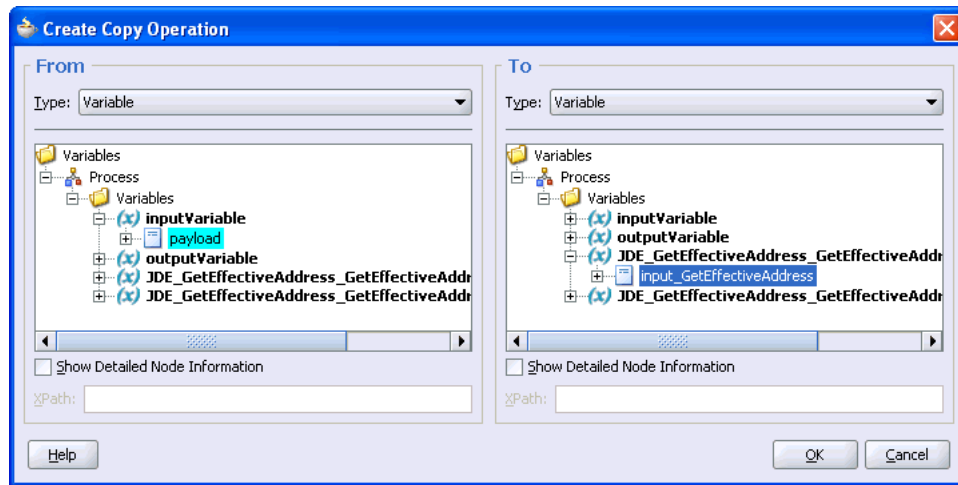 Create Copy Operation
From
Type: Variable
Variables
Process
Variables
inputVariable
payload
outputVariable
JDE_GetEffectiveAddress_GetEffectiveAddr
JDE_GetEffectiveAddress_GetEffectiveAddr
Show Detailed Node Information
XPath:
To
Type: Variable
Variables
Process
Variables
inputVariable
outputVariable
JDE_GetEffectiveAddress_GetEffectiveAddr
input_GetEffectiveAddress
JDE_GetEffectiveAddress_GetEffectiveAddr
Show Detailed Node Information
XPath:
Help
OK
Cancel